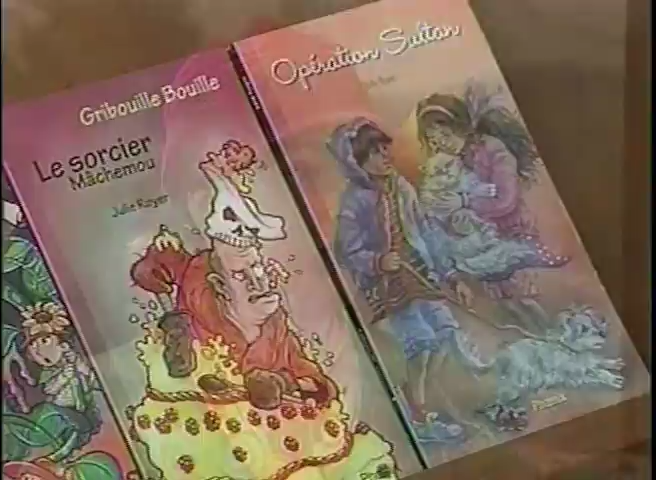 Gribouille Bouille
Le sorcier
Mâchemou
Julie Royer
Opération Sultan